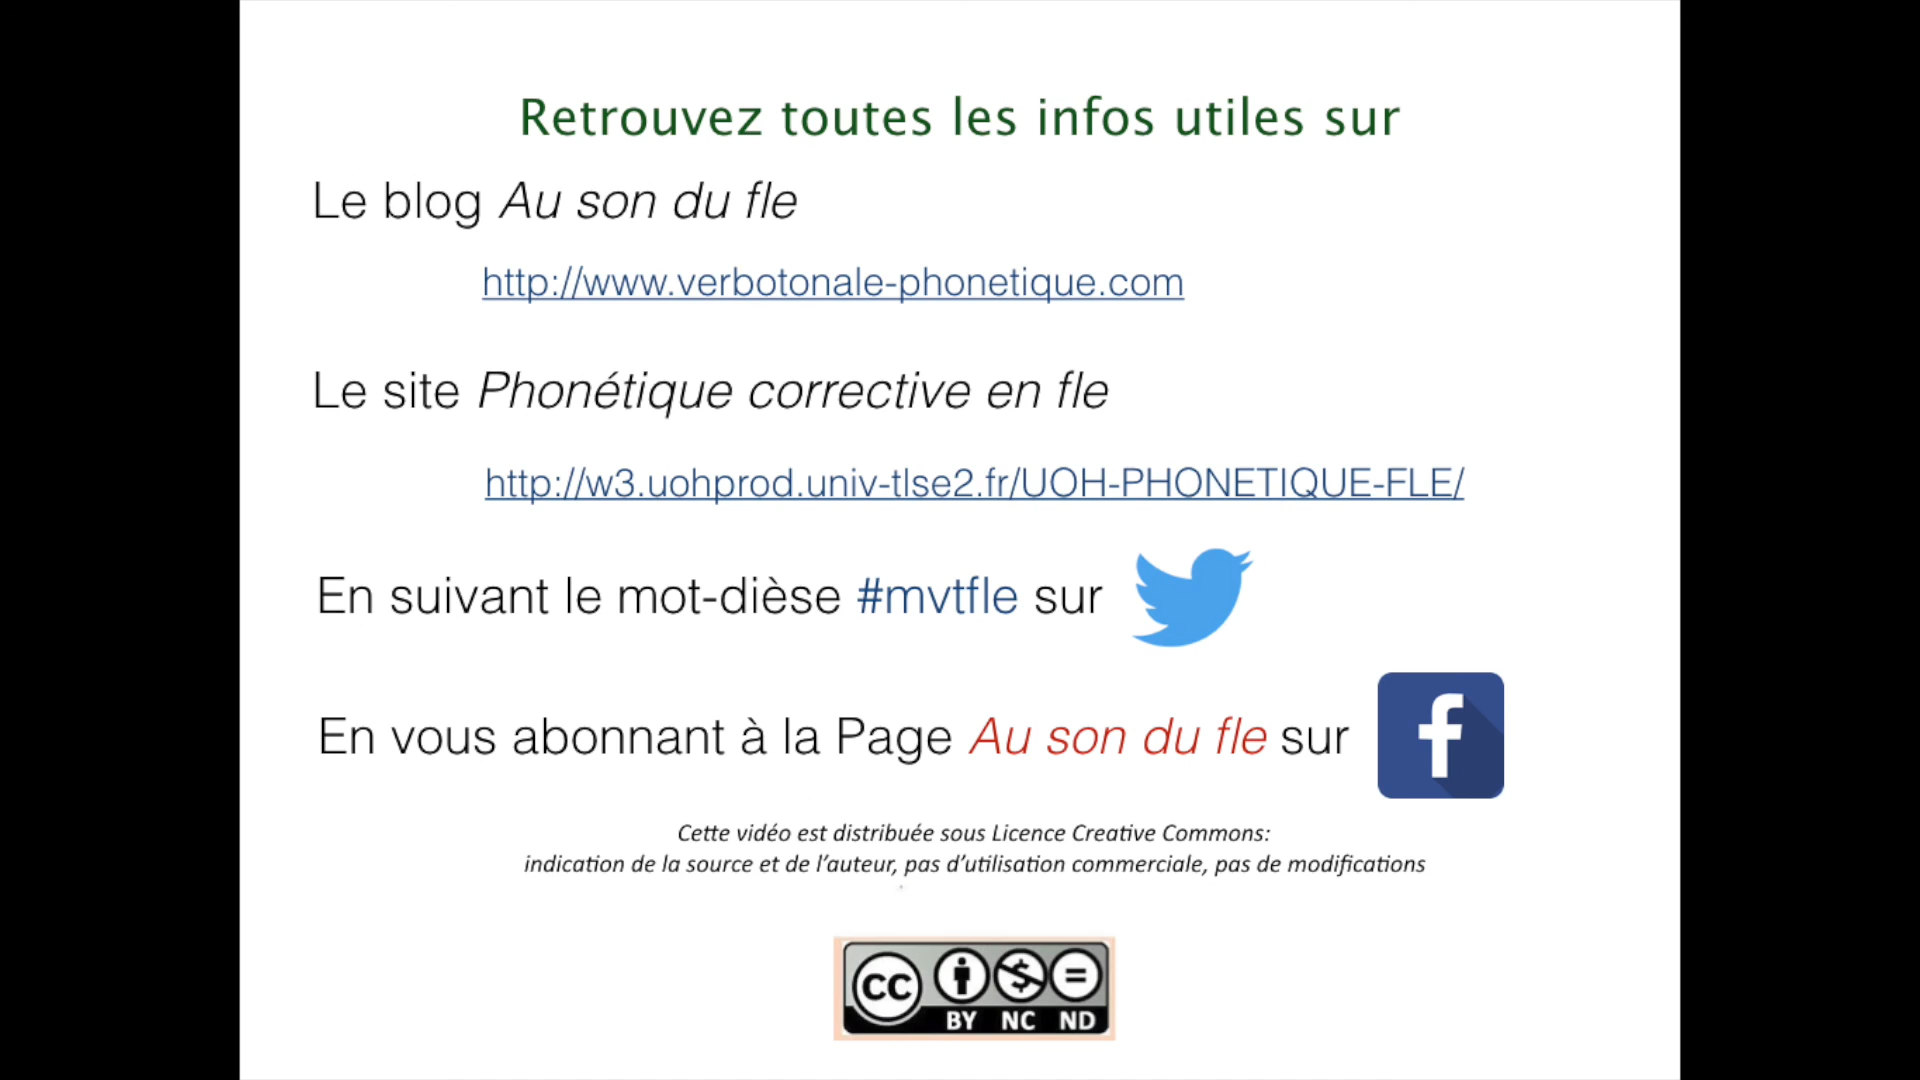 Retrouvez toutes les infos utiles sur
Le blog Au son du fle
http://www.verbotonale-phonetique.com
Le site Phonétique corrective en fle
http://w3.uohprod.univ-tlse2.fr/UOH-PHONETIQUE-FLE/
En suivant le mot-dièse #mvtfle sur
En vous abonnant à la Page Au son du fle sur
f
Cette vidéo est distribuée sous Licence Creative Commons:
indication de la source et de l'auteur, pas d'utilisation commerciale, pas de modifications
cc
BY NC ND